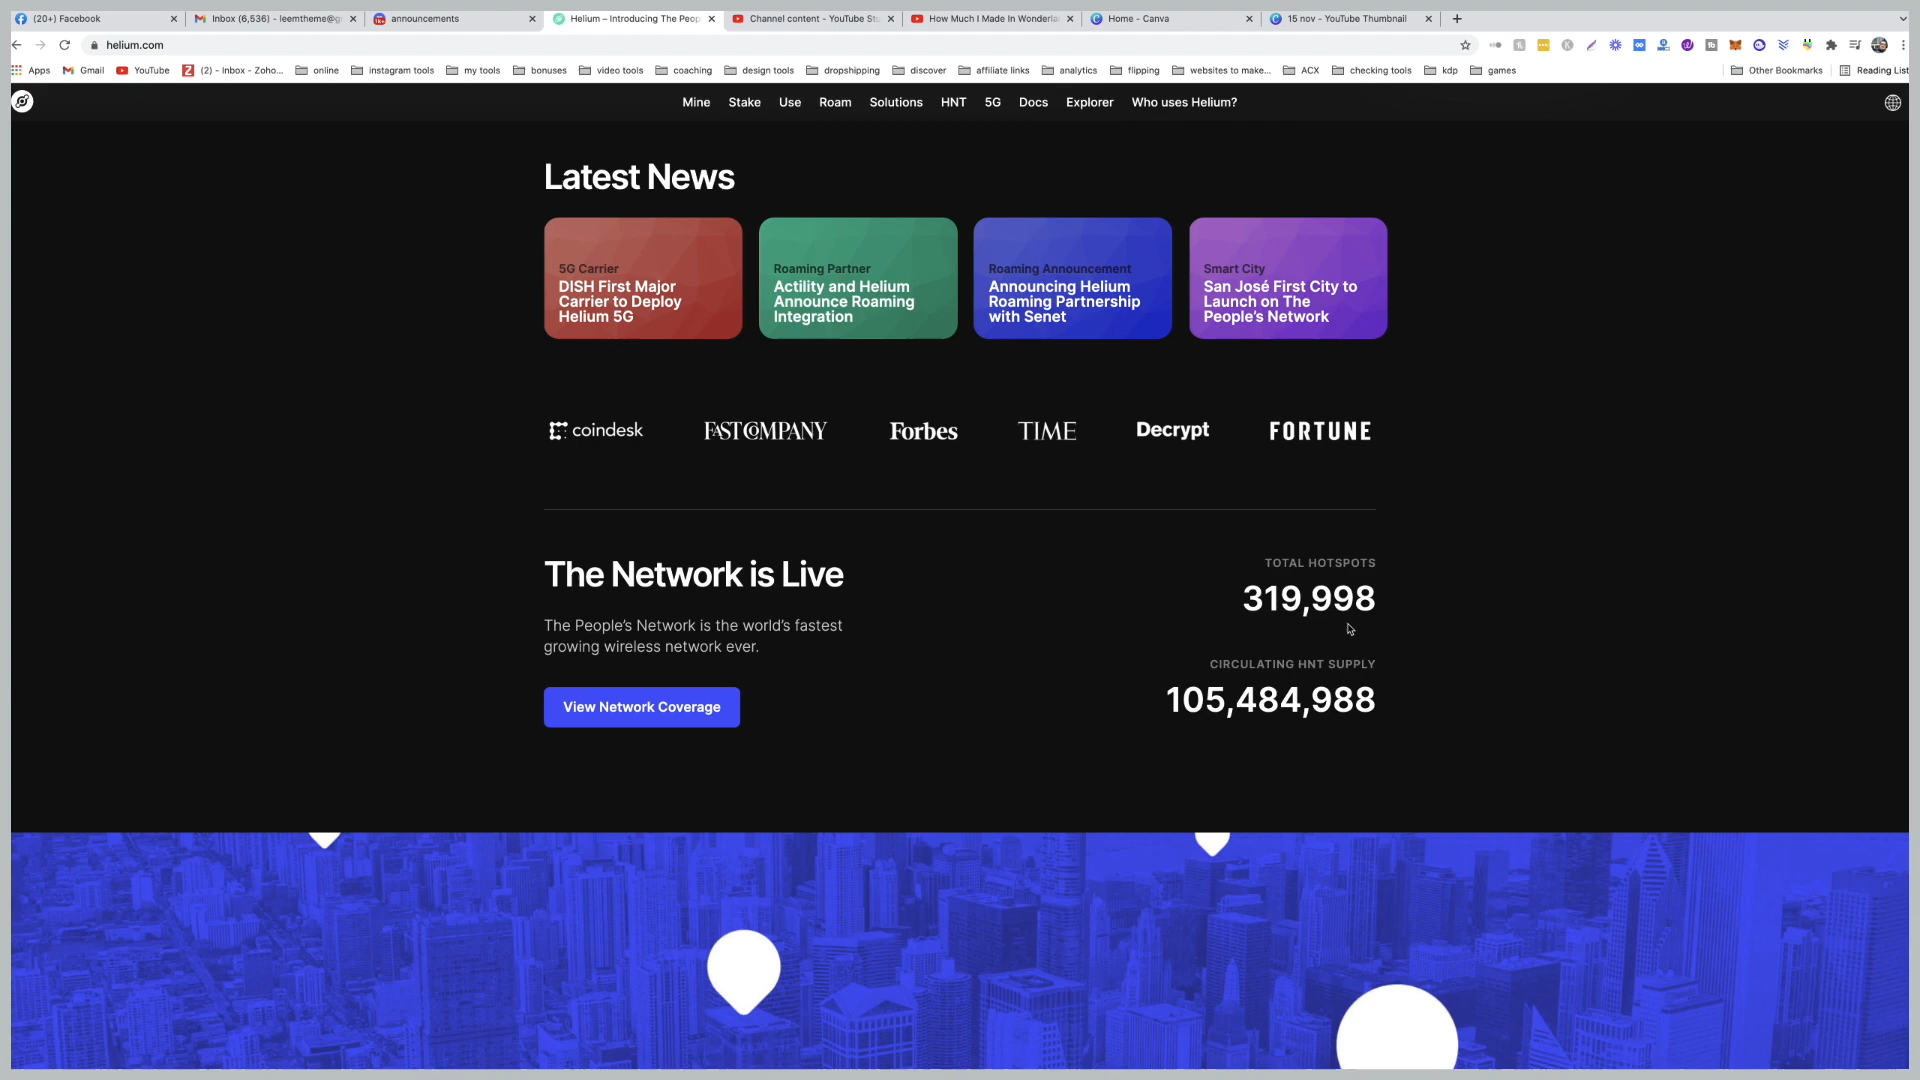 (20+) Facebook
Inbox (6,536) - leemtheme@g
announcements
Helium – Introducing The Peop
Channel content - YouTube Stu
How Much I Made In Wonderla
Home - Canva
15 nov - YouTube Thumbnail
helium.com
Apps
Gmail
YouTube
(2) - Inbox - Zoho...
online
instagram tools
my tools
bonuses
video tools
coaching
design tools
dropshipping
discover
affiliate links
analytics
flipping
websites to make...
ACX
checking tools
kdp
games
Other Bookmarks
Reading List
Mine
Stake
Use
Roam
Solutions
HNT
5G
Docs
Explorer
Who uses Helium?
Latest News
5G Carrier
DISH First Major
Carrier to Deploy
Helium 5G
Roaming Partner
Actility and Helium
Announce Roaming
Integration
Roaming Announcement
Announcing Helium
Roaming Partnership
with Senet
Smart City
San José First City to
Launch on The
People's Network
coindesk
FAST COMPANY
Forbes
TIME
Decrypt
FORTUNE
The Network is Live
The People's Network is the world's fastest
growing wireless network ever.
View Network Coverage
TOTAL HOTSPOTS
319,998
CIRCULATING HNT SUPPLY
105,484,988